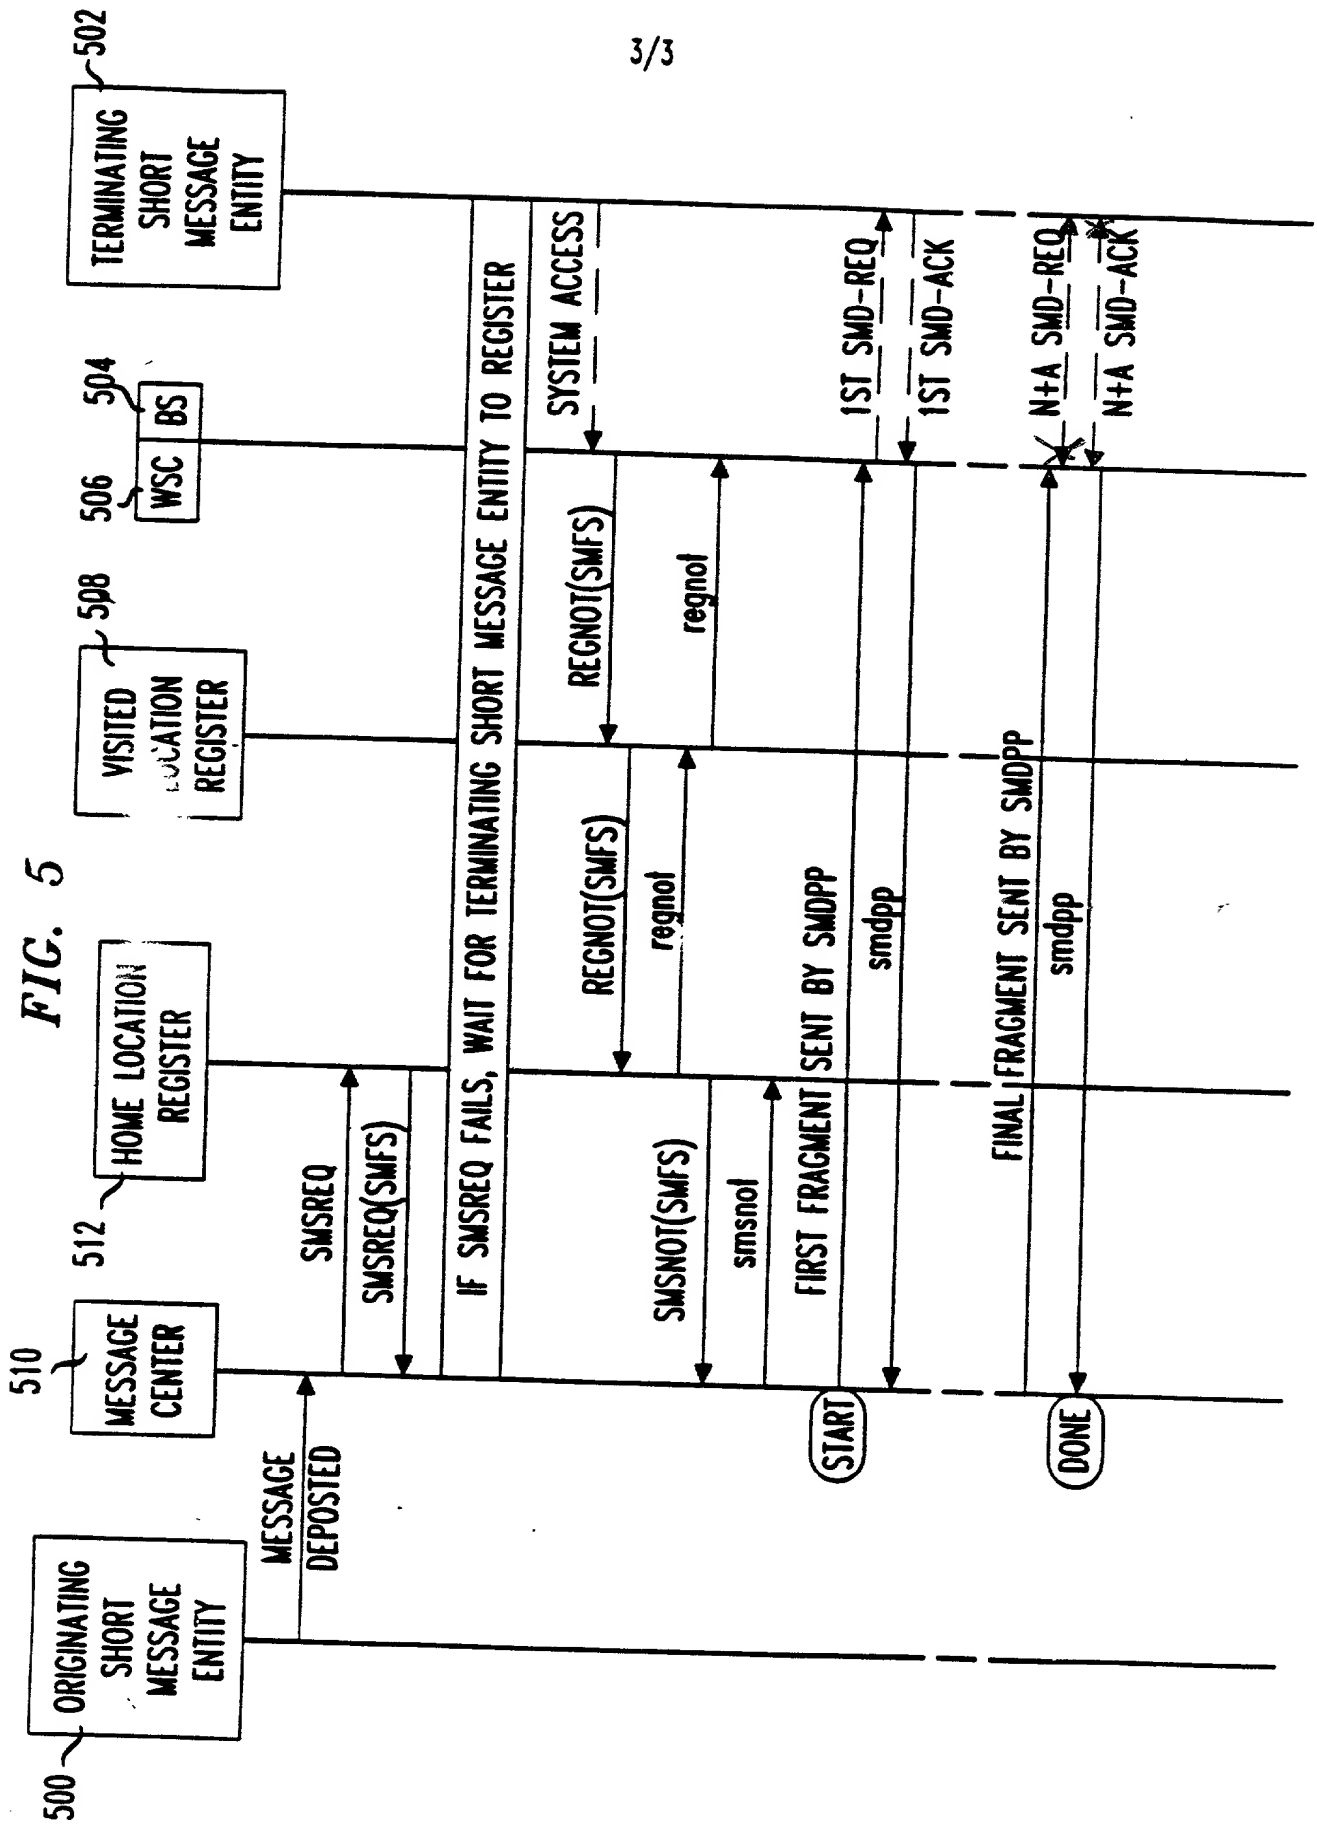 3/3
FIG. 5
500
ORIGINATING
SHORT
MESSAGE
ENTITY
510
MESSAGE
CENTER
512
HOME LOCATION
REGISTER
508
VISITED
LOCATION
REGISTER
506
WSC
504
BS
502
TERMINATING
SHORT
MESSAGE
ENTITY
MESSAGE
DEPOSTED
SMSREQ
SMSREQ(SMFS)
IF SMSREQ FAILS, WAIT FOR TERMINATING SHORT MESSAGE ENTITY TO REGISTER
SYSTEM ACCESS
REGNOT(SMFS)
REGNOT(SMFS)
regnot
regnot
SMSNOT(SMFS)
smsnot
START
FIRST FRAGMENT SENT BY SMDPP
1ST SMD-REQ
smdpp
1ST SMD-ACK
FINAL FRAGMENT SENT BY SMDPP
N+A SMD-REQ
DONE
smdpp
N+A SMD-ACK